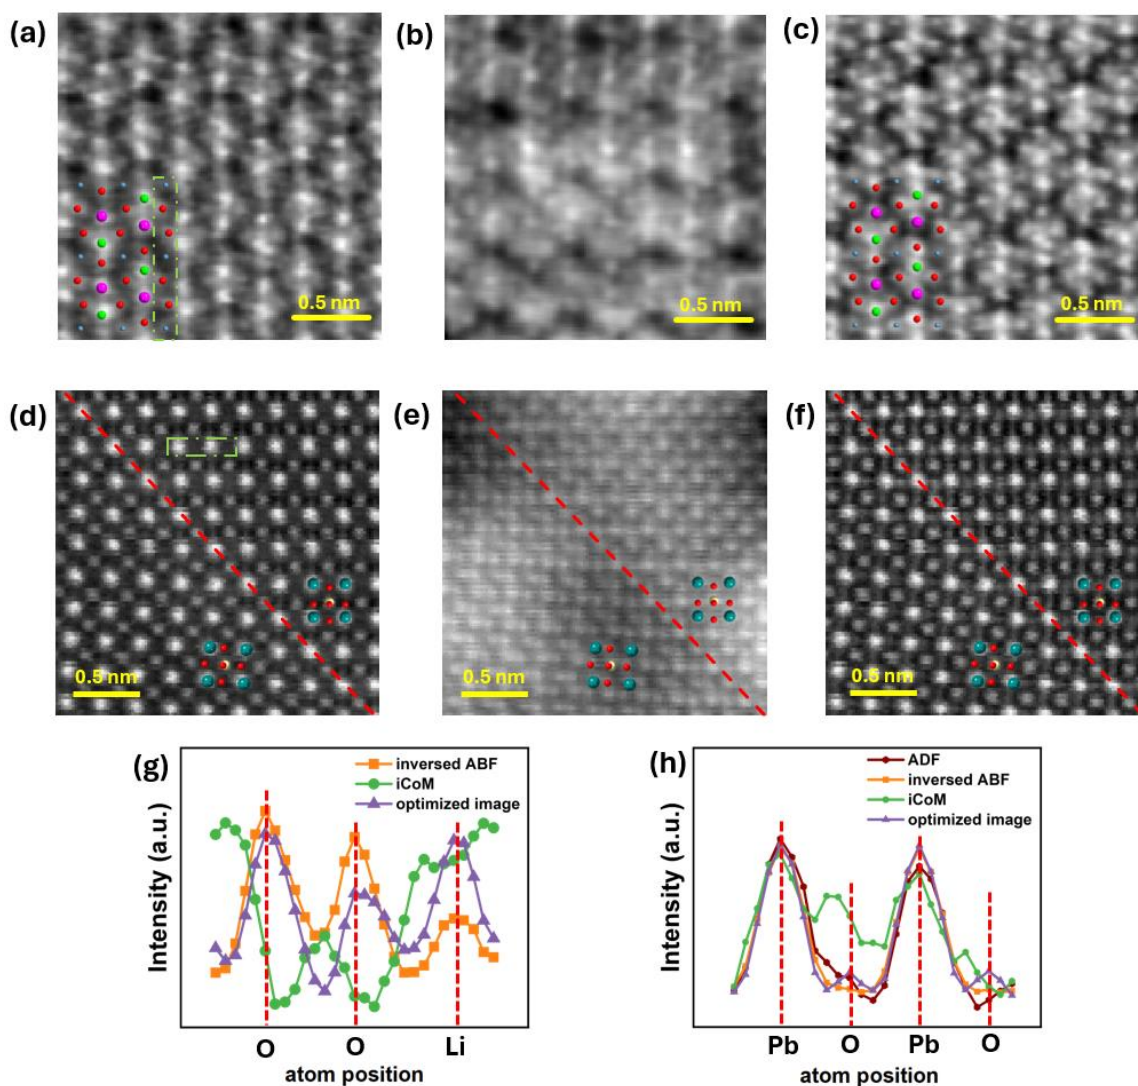 (a)
(b)
(c)
0.5 nm
0.5 nm
0.5 nm
(d)
(e)
(f)
0.5 nm
0.5 nm
0.5 nm
(g)
inversed ABF
iCoM
optimized image
Intensity (a.u.)
O
O
Li
atom position
(h)
ADF
inversed ABF
iCoM
optimized image
Intensity (a.u.)
Pb
O
Pb
O
atom position